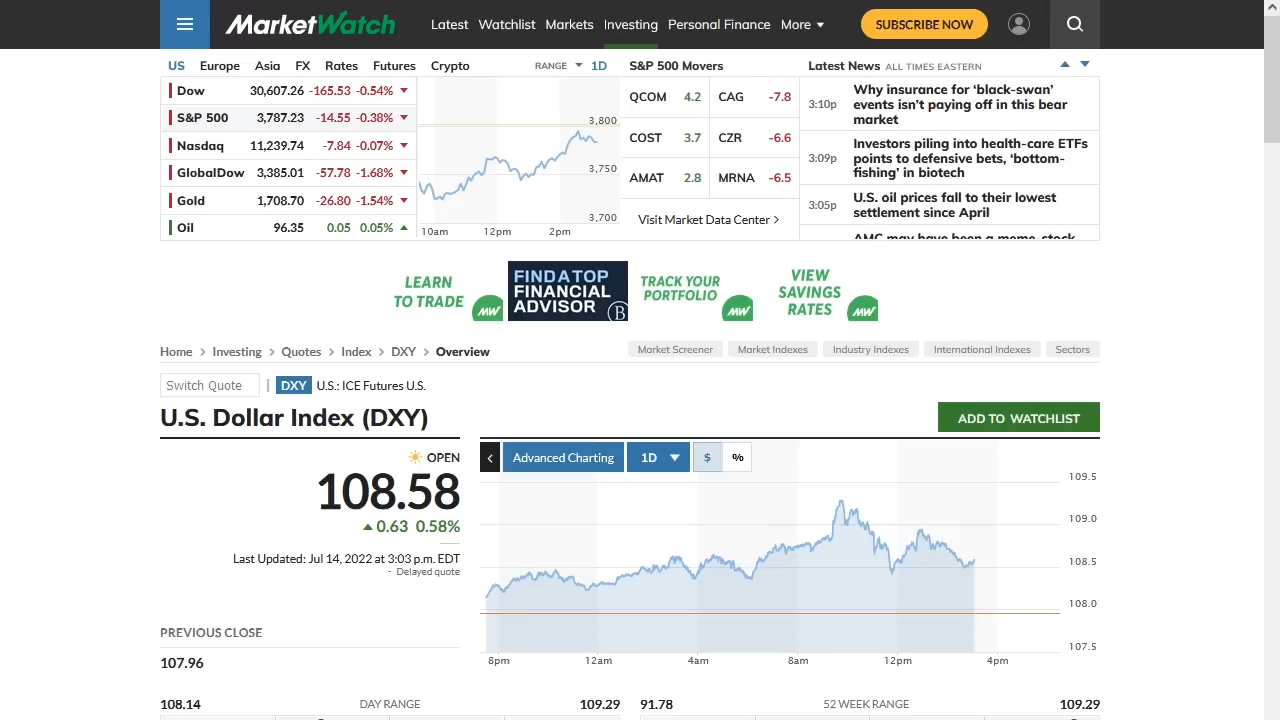 MarketWatch
Latest Watchlist Markets Investing Personal Finance More
SUBSCRIBE NOW
US Europe Asia FX Rates Futures Crypto
RANGE 1D
Dow 30,607.26 -165.53 -0.54%
S&P 500 3,787.23 -14.55 -0.38%
Nasdaq 11,239.74 -7.84 -0.07%
GlobalDow 3,385.01 -57.78 -1.68%
Gold 1,708.70 -26.80 -1.54%
Oil 96.35 0.05 0.05%
3,800
3,750
3,700
10am 12pm 2pm
S&P 500 Movers
QCOM 4.2 CAG -7.8
COST 3.7 CZR -6.6
AMAT 2.8 MRNA -6.5
Visit Market Data Center >
Latest News ALL TIMES EASTERN
3:10p
Why insurance for ‘black-swan’
events isn’t paying off in this bear
market
3:09p
Investors piling into health-care ETFs
points to defensive bets, ‘bottom-
fishing’ in biotech
3:05p
U.S. oil prices fall to their lowest
settlement since April
AMC may have been a meme-stock
LEARN
TO TRADE
MW
FIND A TOP
FINANCIAL
ADVISOR
B
TRACK YOUR
PORTFOLIO
MW
VIEW
SAVINGS
RATES
MW
Home > Investing > Quotes > Index > DXY > Overview
Market Screener Market Indexes Industry Indexes International Indexes Sectors
Switch Quote | DXY U.S.: ICE Futures U.S.
U.S. Dollar Index (DXY)
ADD TO WATCHLIST
OPEN
108.58
0.63 0.58%
Last Updated: Jul 14, 2022 at 3:03 p.m. EDT
- Delayed quote
PREVIOUS CLOSE
107.96
< Advanced Charting 1D $ %
109.5
109.0
108.5
108.0
107.5
8pm 12am 4am 8am 12pm 4pm
108.14 DAY RANGE 109.29
91.78 52 WEEK RANGE 109.29